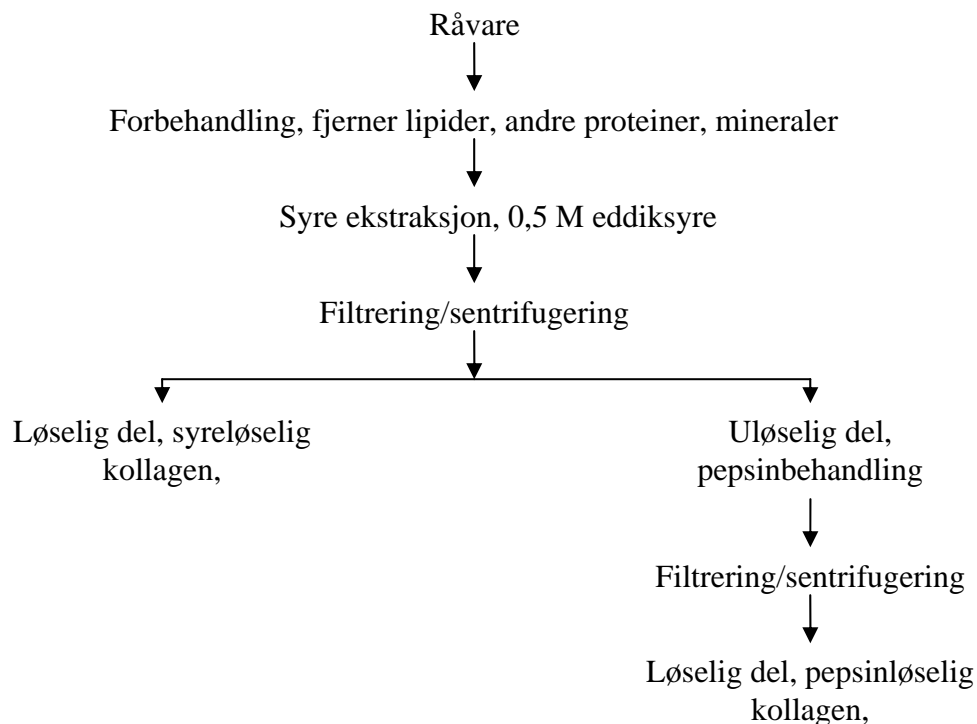 Råvare
Forbehandling, fjerner lipider, andre proteiner, mineraler
Syre ekstraksjon, 0,5 M eddiksyre
Filtrering/sentrifugering
Løselig del, syreløselig
kollagen,
Uløselig del,
pepsinbehandling
Filtrering/sentrifugering
Løselig del, pepsinløselig
kollagen,